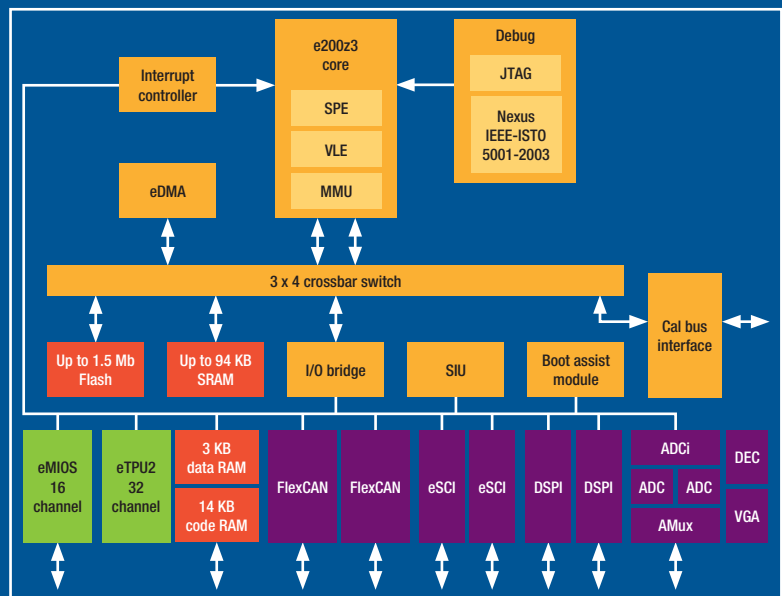 e200z3
core
SPE
VLE
MMU
Debug
JTAG
Nexus
IEEE-ISTO
5001-2003
Interrupt
controller
eDMA
3 x 4 crossbar switch
Cal bus
interface
Up to 1.5 Mb
Flash
Up to 94 KB
SRAM
I/O bridge
SIU
Boot assist
module
eMIOS
16
channel
eTPU2
32
channel
3 KB
data RAM
14 KB
code RAM
FlexCAN
FlexCAN
eSCI
eSCI
DSPI
DSPI
ADCi
ADC
ADC
AMux
DEC
VGA